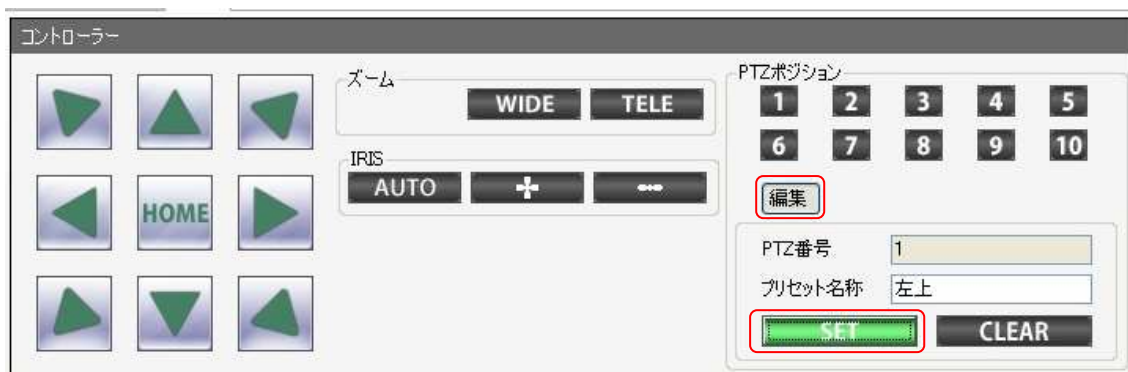 コントローラー
HOME
ズーム
WIDE TELE
IRIS
AUTO + -
PTZポジション
1 2 3 4 5
6 7 8 9 10
編集
PTZ番号 1
プリセット名称 左上
SET CLEAR